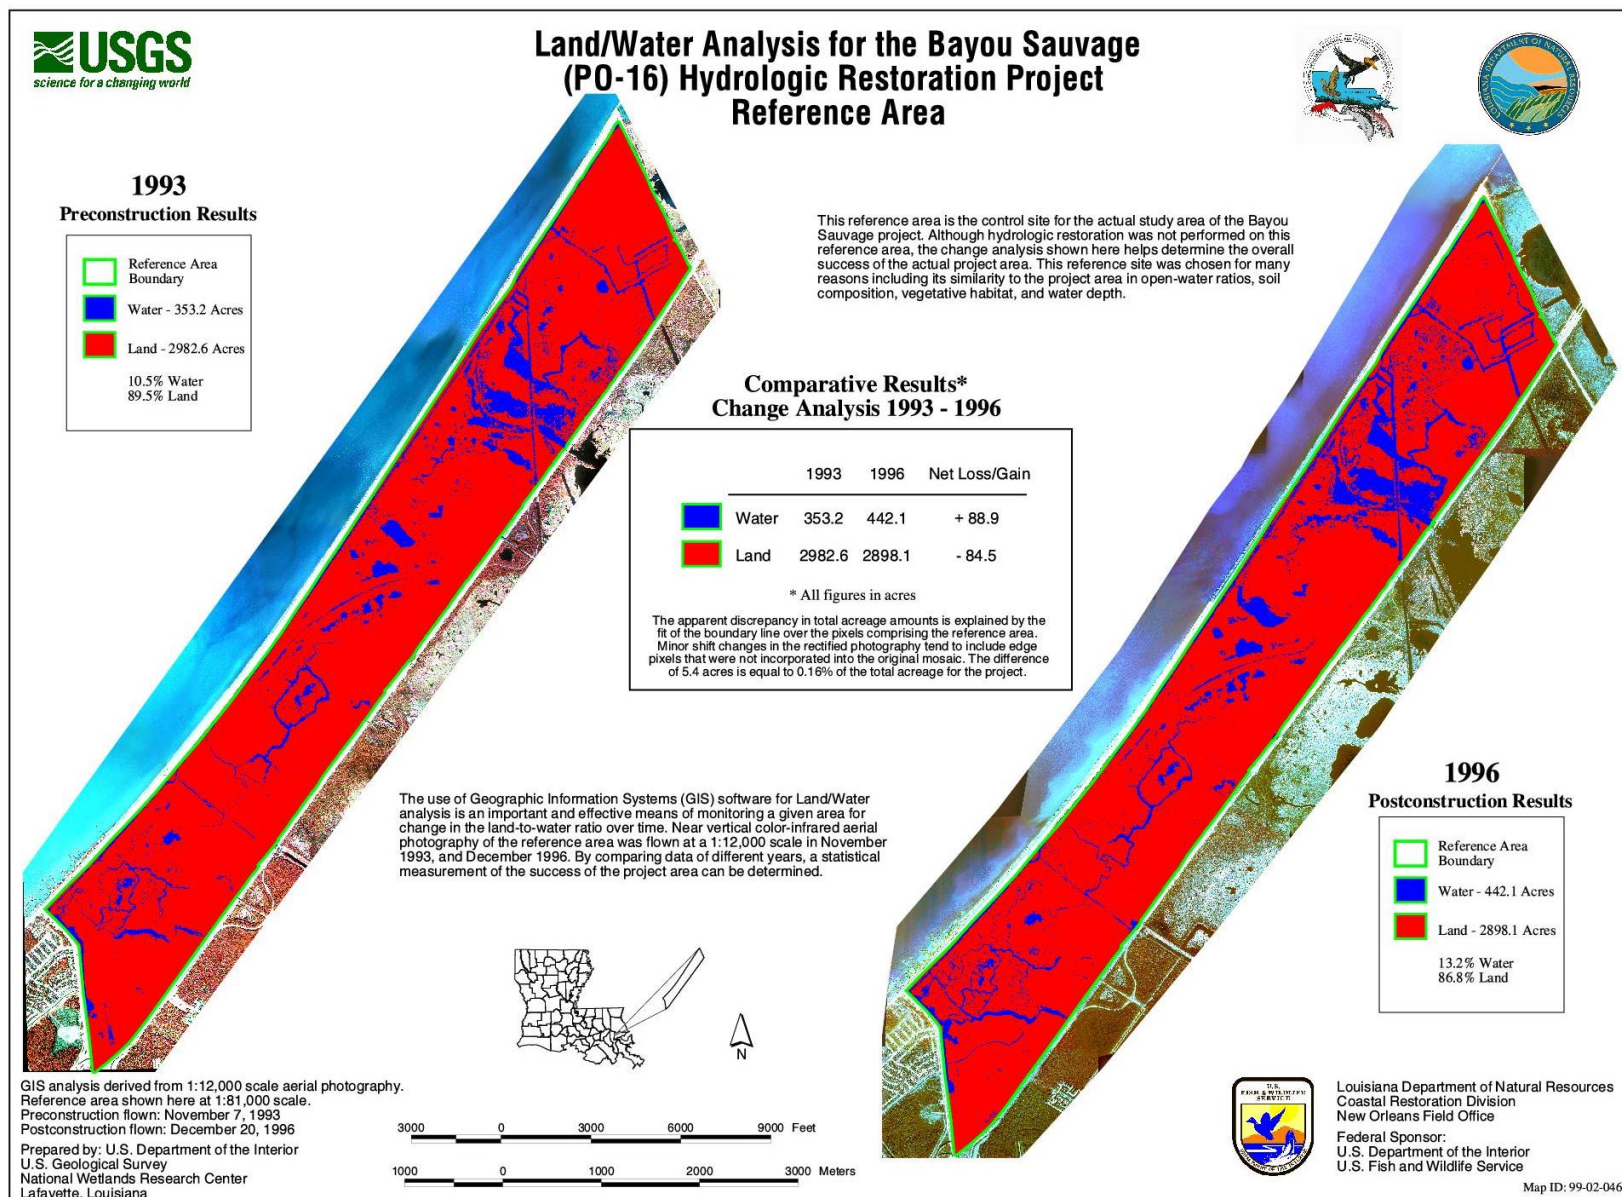 USGS
science for a changing world
Land/Water Analysis for the Bayou Sauvage
(PO-16) Hydrologic Restoration Project
Reference Area
LOUISIANA DEPARTMENT OF NATURAL RESOURCES
1993
Preconstruction Results
Reference Area
Boundary
Water - 353.2 Acres
Land - 2982.6 Acres
10.5% Water
89.5% Land
This reference area is the control site for the actual study area of the Bayou
Sauvage project. Although hydrologic restoration was not performed on this
reference area, the change analysis shown here helps determine the overall
success of the actual project area. This reference site was chosen for many
reasons including its similarity to the project area in open-water ratios, soil
composition, vegetative habitat, and water depth.
Comparative Results*
Change Analysis 1993 - 1996
1993 1996 Net Loss/Gain
Water 353.2 442.1 + 88.9
Land 2982.6 2898.1 - 84.5
* All figures in acres
The apparent discrepancy in total acreage amounts is explained by the
fit of the boundary line over the pixels comprising the reference area.
Minor shift changes in the rectified photography tend to include edge
pixels that were not incorporated into the original mosaic. The difference
of 5.4 acres is equal to 0.16% of the total acreage for the project.
The use of Geographic Information Systems (GIS) software for Land/Water
analysis is an important and effective means of monitoring a given area for
change in the land-to-water ratio over time. Near vertical color-infrared aerial
photography of the reference area was flown at a 1:12,000 scale in November
1993, and December 1996. By comparing data of different years, a statistical
measurement of the success of the project area can be determined.
1996
Postconstruction Results
Reference Area
Boundary
Water - 442.1 Acres
Land - 2898.1 Acres
13.2% Water
86.8% Land
N
GIS analysis derived from 1:12,000 scale aerial photography.
Reference area shown here at 1:81,000 scale.
Preconstruction flown: November 7, 1993
Postconstruction flown: December 20, 1996
Prepared by: U.S. Department of the Interior
U.S. Geological Survey
National Wetlands Research Center
Lafayette, Louisiana
3000 0 3000 6000 9000 Feet
1000 0 1000 2000 3000 Meters
U.S.
FISH & WILDLIFE
SERVICE
Louisiana Department of Natural Resources
Coastal Restoration Division
New Orleans Field Office
Federal Sponsor:
U.S. Department of the Interior
U.S. Fish and Wildlife Service
Map ID: 99-02-046